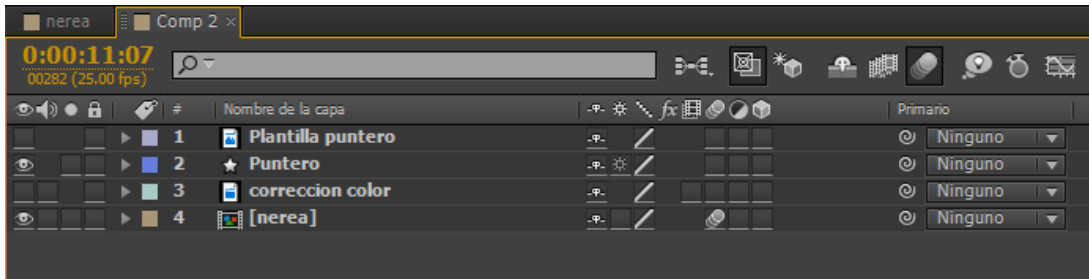 nerea Comp 2 ×
0:00:11:07
00282 (25.00 fps)
# Nombre de la capa fx Primario
1 Plantilla puntero Ninguno
2 Puntero Ninguno
3 correccion color Ninguno
4 [nerea] Ninguno